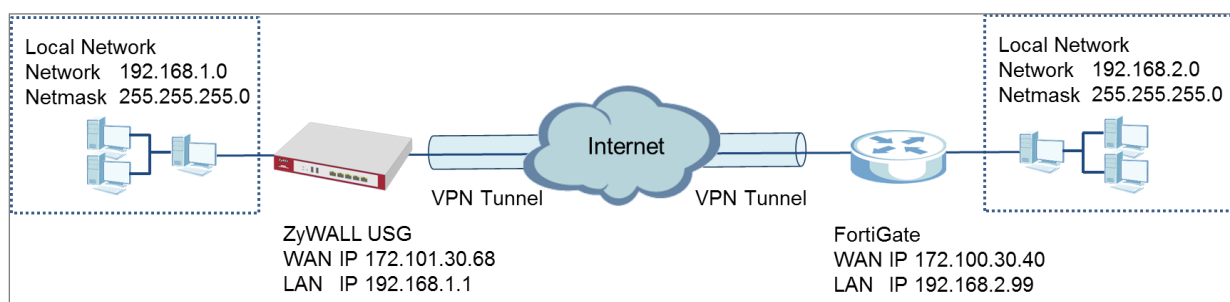 Local Network
Network 192.168.1.0
Netmask 255.255.255.0
Internet
VPN Tunnel
VPN Tunnel
Local Network
Network 192.168.2.0
Netmask 255.255.255.0
ZyWALL USG
WAN IP 172.101.30.68
LAN IP 192.168.1.1
FortiGate
WAN IP 172.100.30.40
LAN IP 192.168.2.99